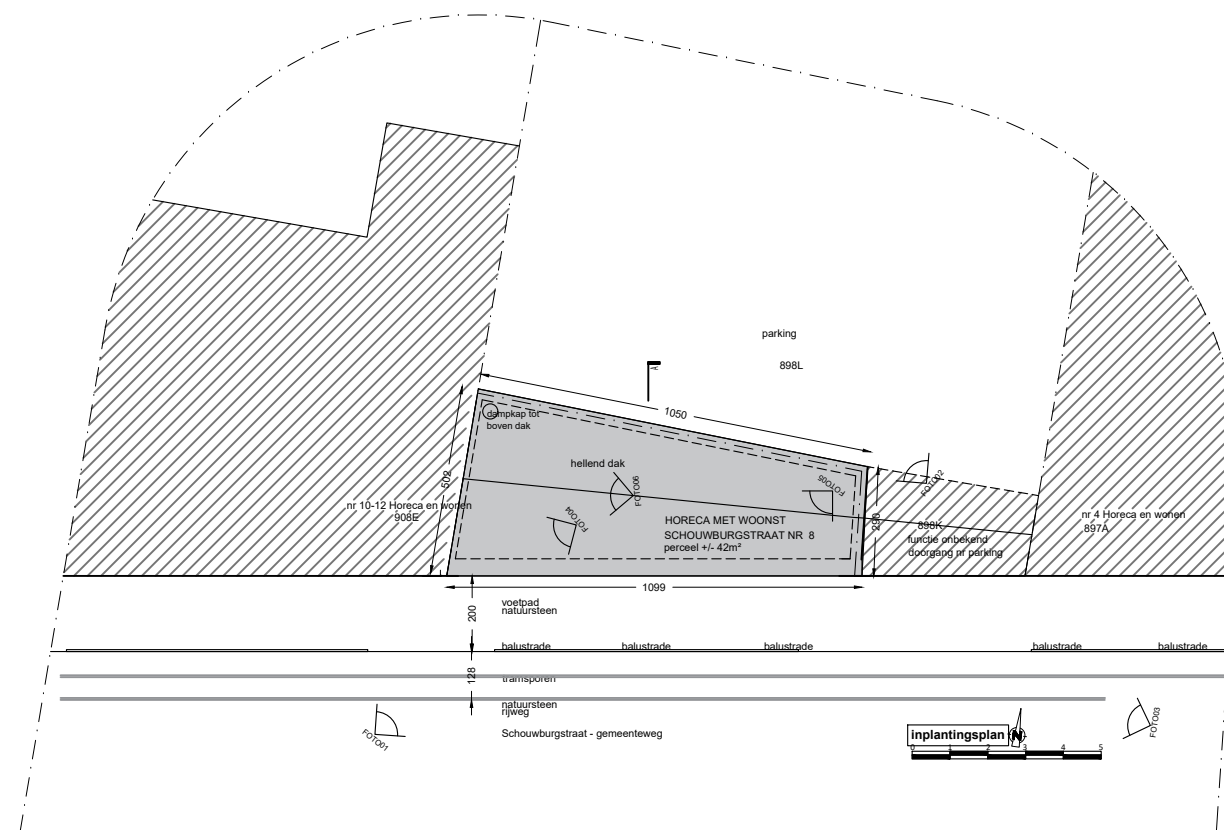 parking
898L
A
1050
dampkap tot
boven dak
502
hellend dak
FOTO06
FOTO05
FOTO02
FOTO04
nr 10-12 Horeca en wonen
908E
HORECA MET WOONST
SCHOUWBURGSTRAAT NR 8
perceel +/- 42m²
290
898K
functie onbekend
doorgang nr parking
nr 4 Horeca en wonen
897A
1099
200
voetpad
natuursteen
balustrade
balustrade
balustrade
balustrade
balustrade
128
tramsporen
natuursteen
rijweg
Schouwburgstraat - gemeenteweg
FOTO01
FOTO03
inplantingsplan
N
0 1 2 3 4 5